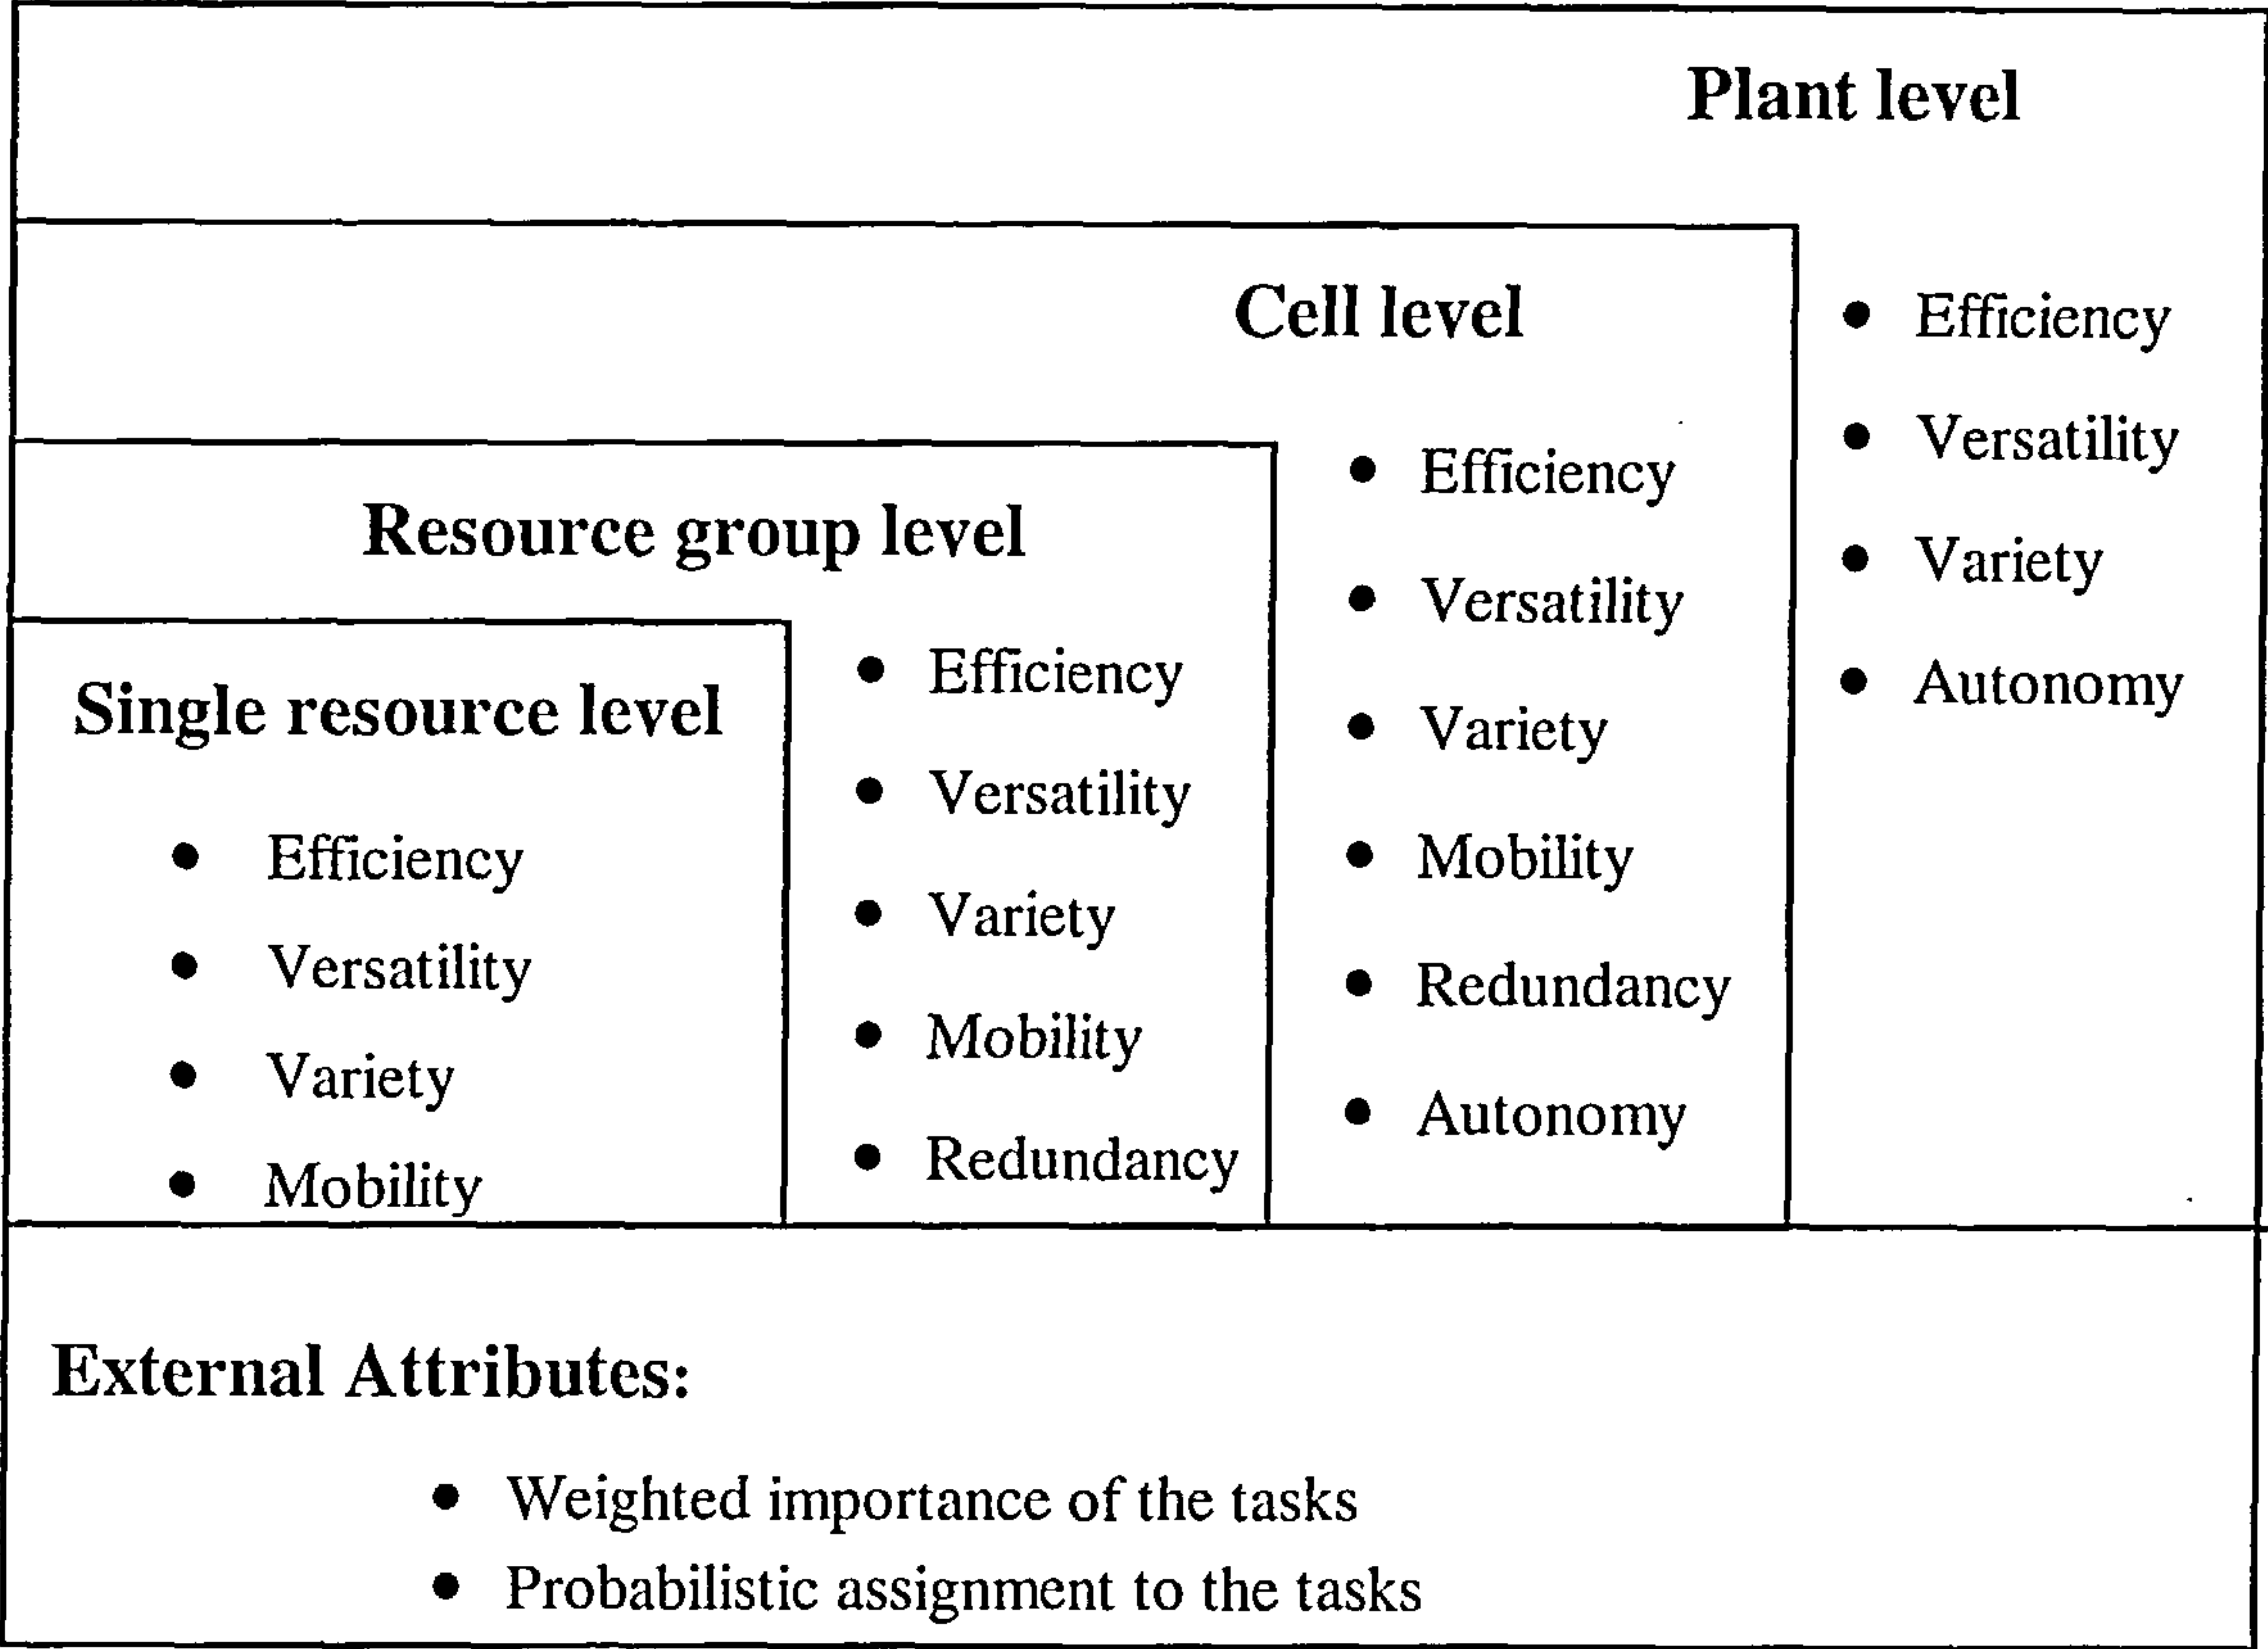 Plant level
• Efficiency
• Versatility
• Variety
• Autonomy
Cell level
• Efficiency
• Versatility
• Variety
• Mobility
• Redundancy
• Autonomy
Resource group level
• Efficiency
• Versatility
• Variety
• Mobility
• Redundancy
Single resource level
• Efficiency
• Versatility
• Variety
• Mobility
External Attributes:
• Weighted importance of the tasks
• Probabilistic assignment to the tasks